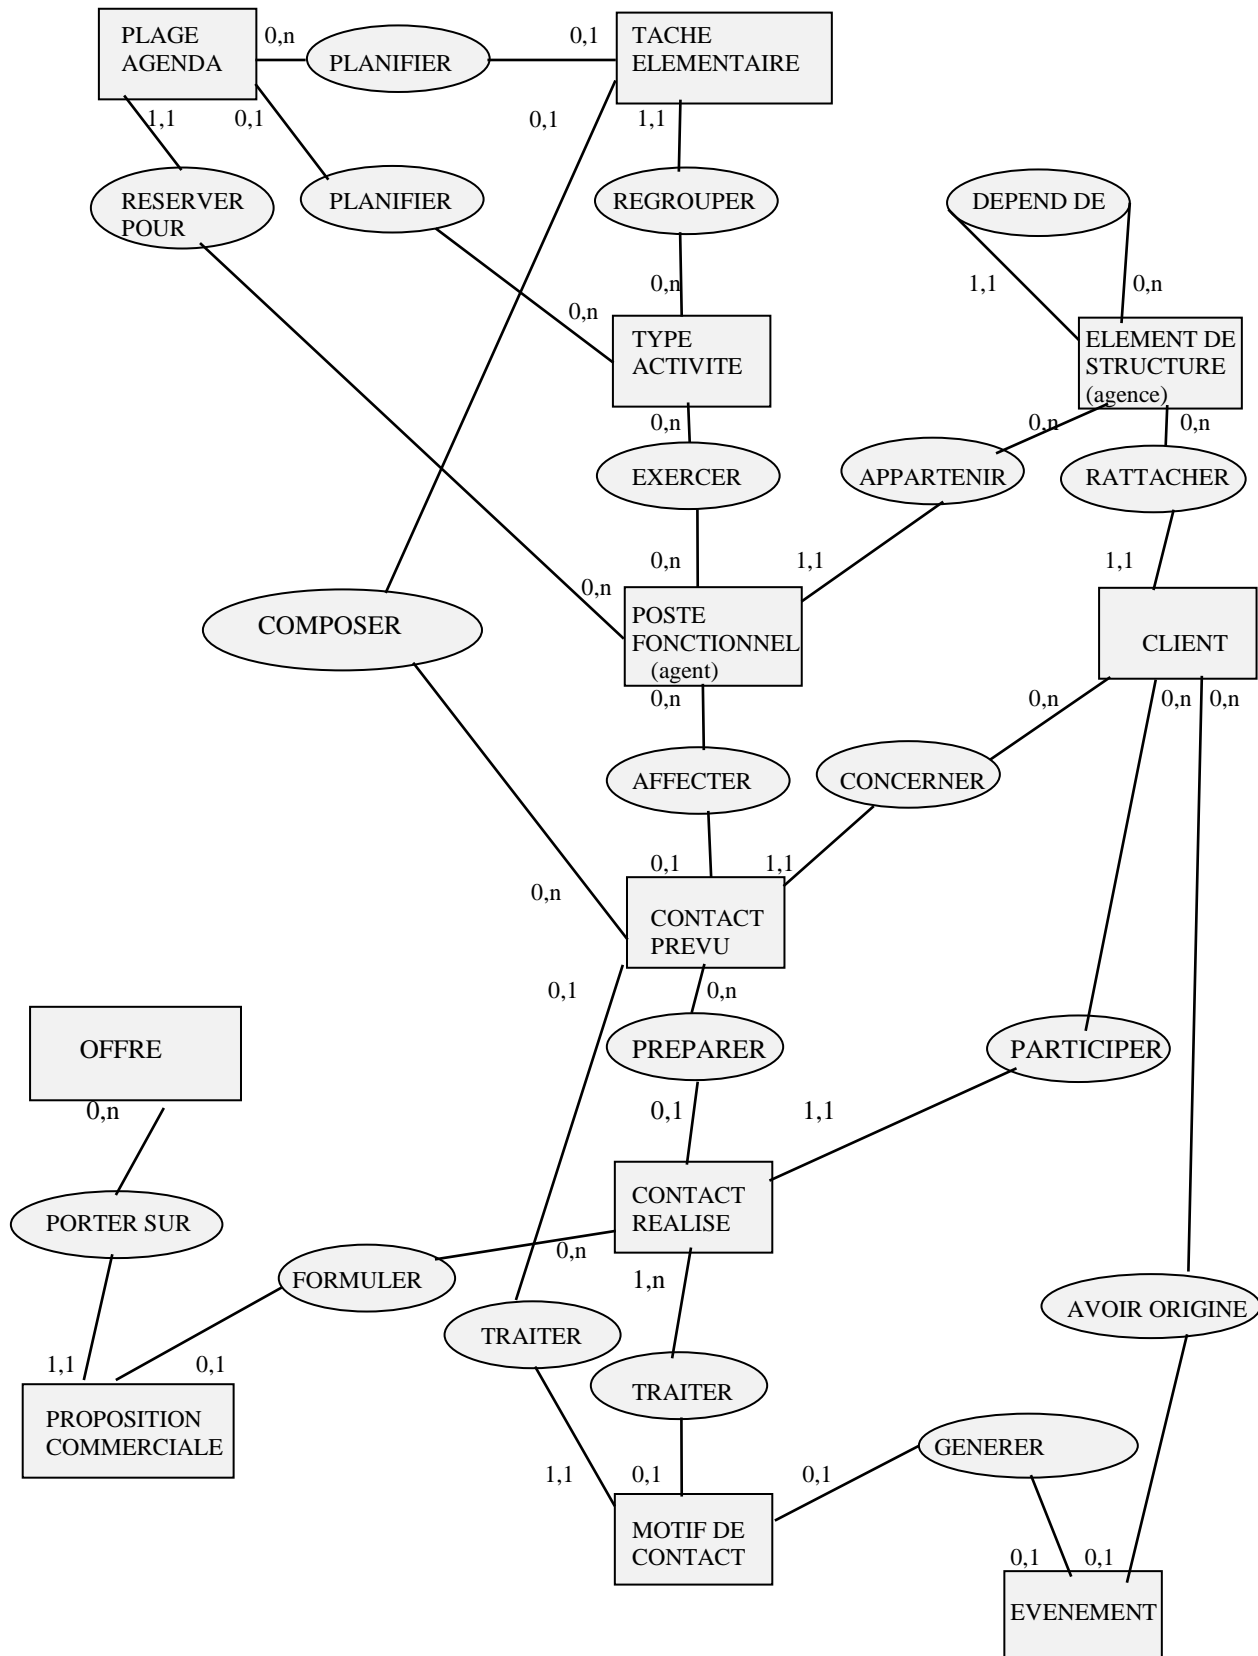 PLAGE
AGENDA
0,n
PLANIFIER
0,1
TACHE
ELEMENTAIRE
1,1
0,1
0,1
1,1
RESERVER
POUR
PLANIFIER
REGROUPER
DEPEND DE
0,n
0,n
1,1
0,n
TYPE
ACTIVITE
ELEMENT DE
STRUCTURE
(agence)
0,n
0,n
0,n
EXERCER
APPARTENIR
RATTACHER
0,n
0,n
1,1
1,1
COMPOSER
POSTE
FONCTIONNEL
(agent)
CLIENT
0,n
0,n
0,n
0,n
AFFECTER
CONCERNER
0,1
1,1
0,n
CONTACT
PREVU
0,1
0,n
OFFRE
PREPARER
PARTICIPER
0,n
0,1
1,1
PORTER SUR
CONTACT
REALISE
0,n
FORMULER
1,n
AVOIR ORIGINE
TRAITER
1,1
0,1
TRAITER
PROPOSITION
COMMERCIALE
GENERER
1,1
0,1
0,1
MOTIF DE
CONTACT
0,1
0,1
EVENEMENT